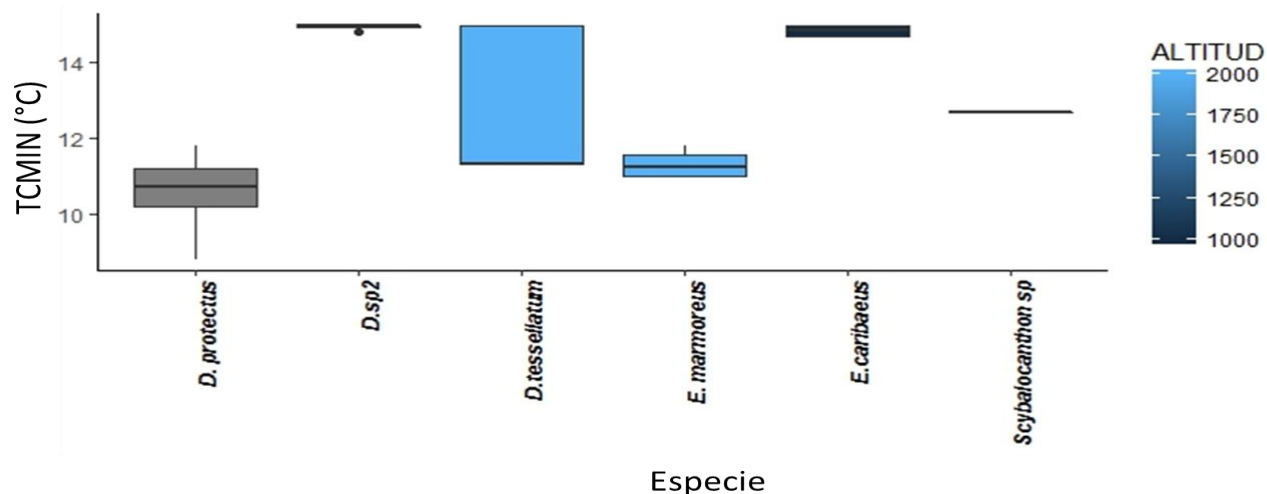 TCMIN (°C)
14
12
10
D. protectus
D.sp2
D.tessellatum
E. marmoreus
E.caribaeus
Scybalocanthon sp
Especie
ALTITUD
2000
1750
1500
1250
1000